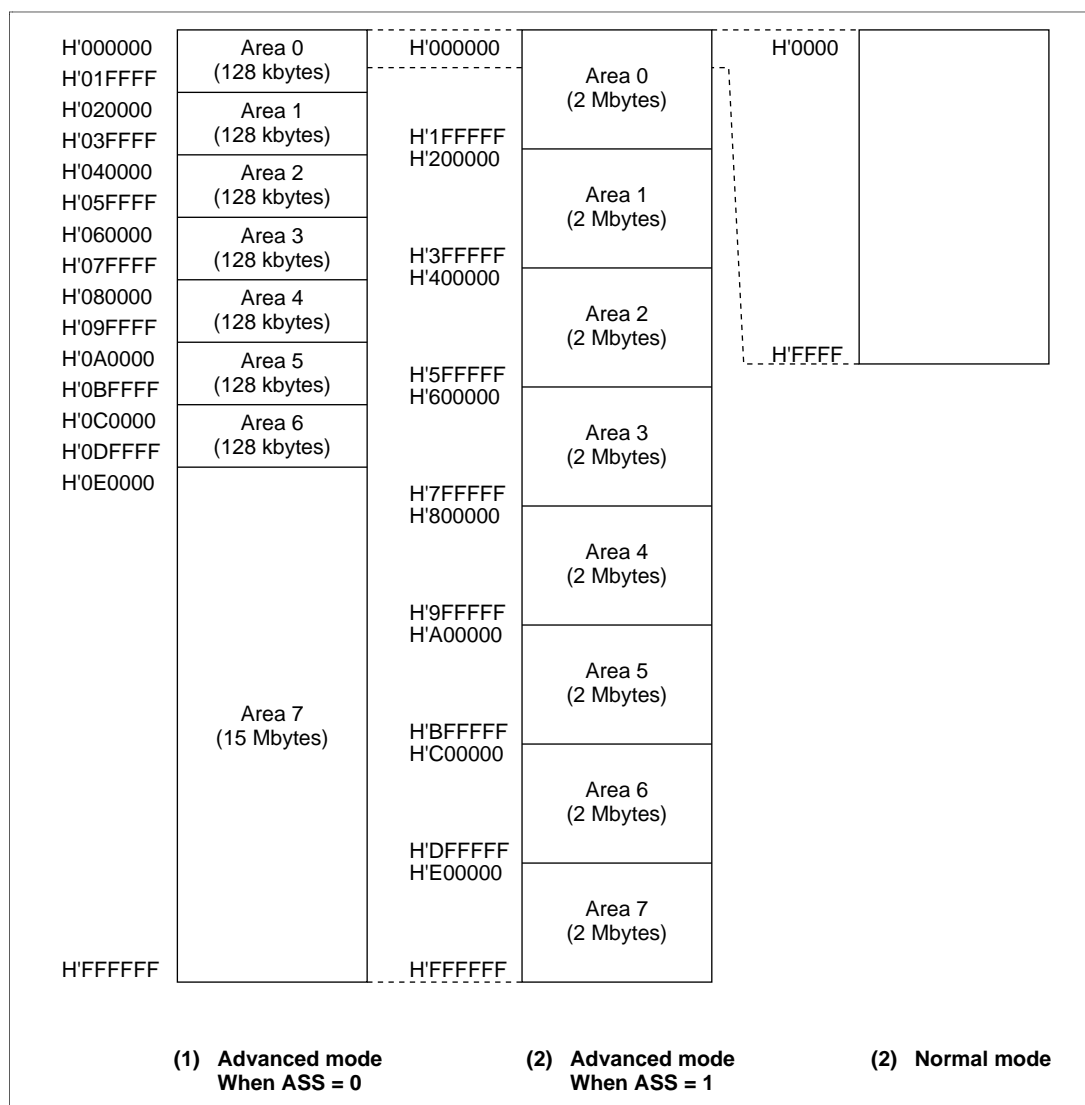 H'000000
H'01FFFF
H'020000
H'03FFFF
H'040000
H'05FFFF
H'060000
H'07FFFF
H'080000
H'09FFFF
H'0A0000
H'0BFFFF
H'0C0000
H'0DFFFF
H'0E0000
H'FFFFFF
Area 0
(128 kbytes)
Area 1
(128 kbytes)
Area 2
(128 kbytes)
Area 3
(128 kbytes)
Area 4
(128 kbytes)
Area 5
(128 kbytes)
Area 6
(128 kbytes)
Area 7
(15 Mbytes)
(1) Advanced mode
When ASS = 0
H'000000
H'1FFFFF
H'200000
H'3FFFFF
H'400000
H'5FFFFF
H'600000
H'7FFFFF
H'800000
H'9FFFFF
H'A00000
H'BFFFFF
H'C00000
H'DFFFFF
H'E00000
H'FFFFFF
Area 0
(2 Mbytes)
Area 1
(2 Mbytes)
Area 2
(2 Mbytes)
Area 3
(2 Mbytes)
Area 4
(2 Mbytes)
Area 5
(2 Mbytes)
Area 6
(2 Mbytes)
Area 7
(2 Mbytes)
(2) Advanced mode
When ASS = 1
H'0000
H'FFFF
(2) Normal mode